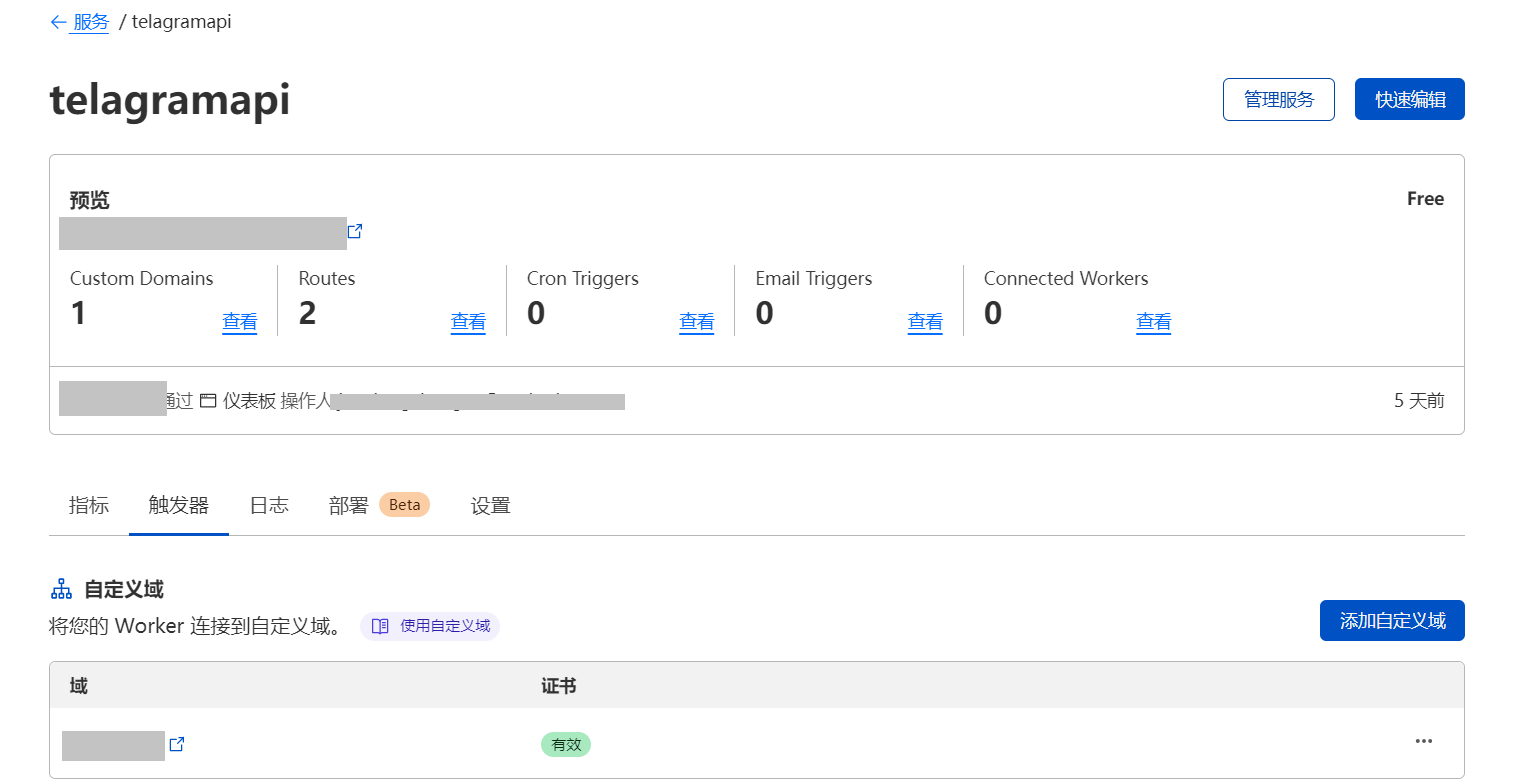 服务 / telagramapi
telagramapi
管理服务 快速编辑
预览 Free
Custom Domains Routes Cron Triggers Email Triggers Connected Workers
1 查看 2 查看 0 查看 0 查看 0 查看
通过 仪表板 操作人 5 天前
指标 触发器 日志 部署 Beta 设置
自定义域
将您的 Worker 连接到自定义域。 使用自定义域 添加自定义域
域 证书
有效